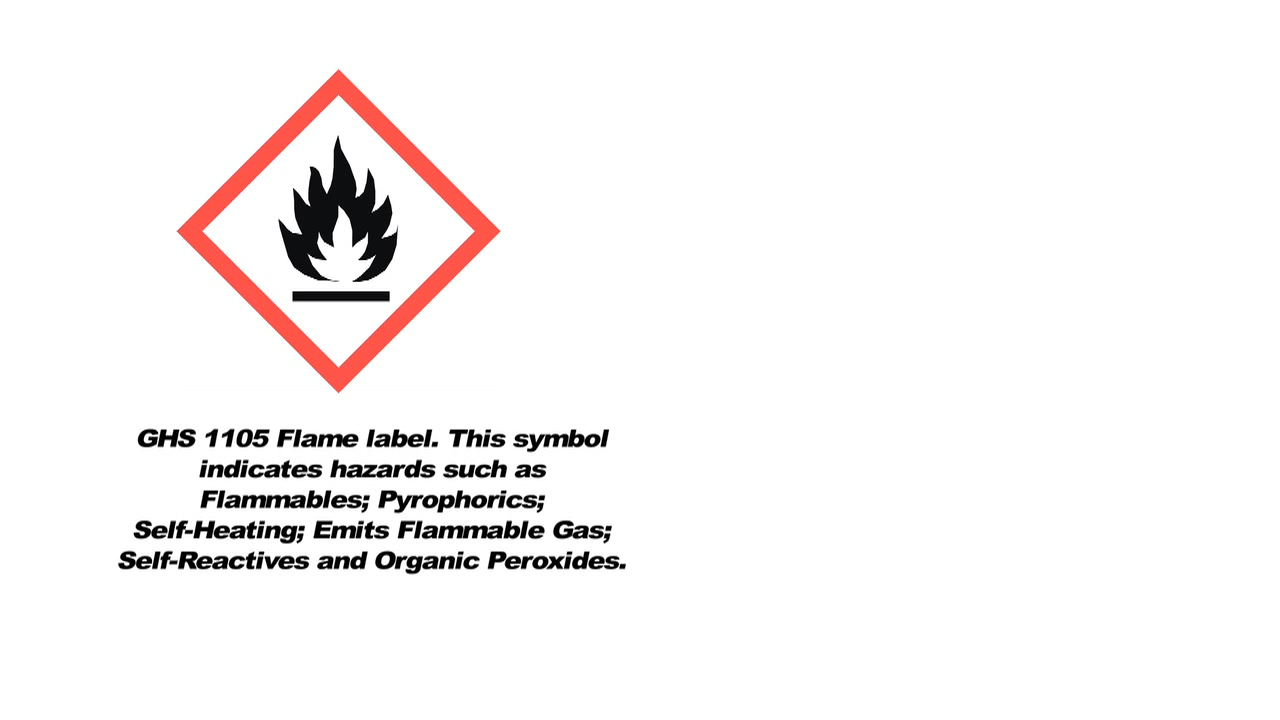 GHS 1105 Flame label. This symbol
indicates hazards such as
Flammables; Pyrophorics;
Self-Heating; Emits Flammable Gas;
Self-Reactives and Organic Peroxides.